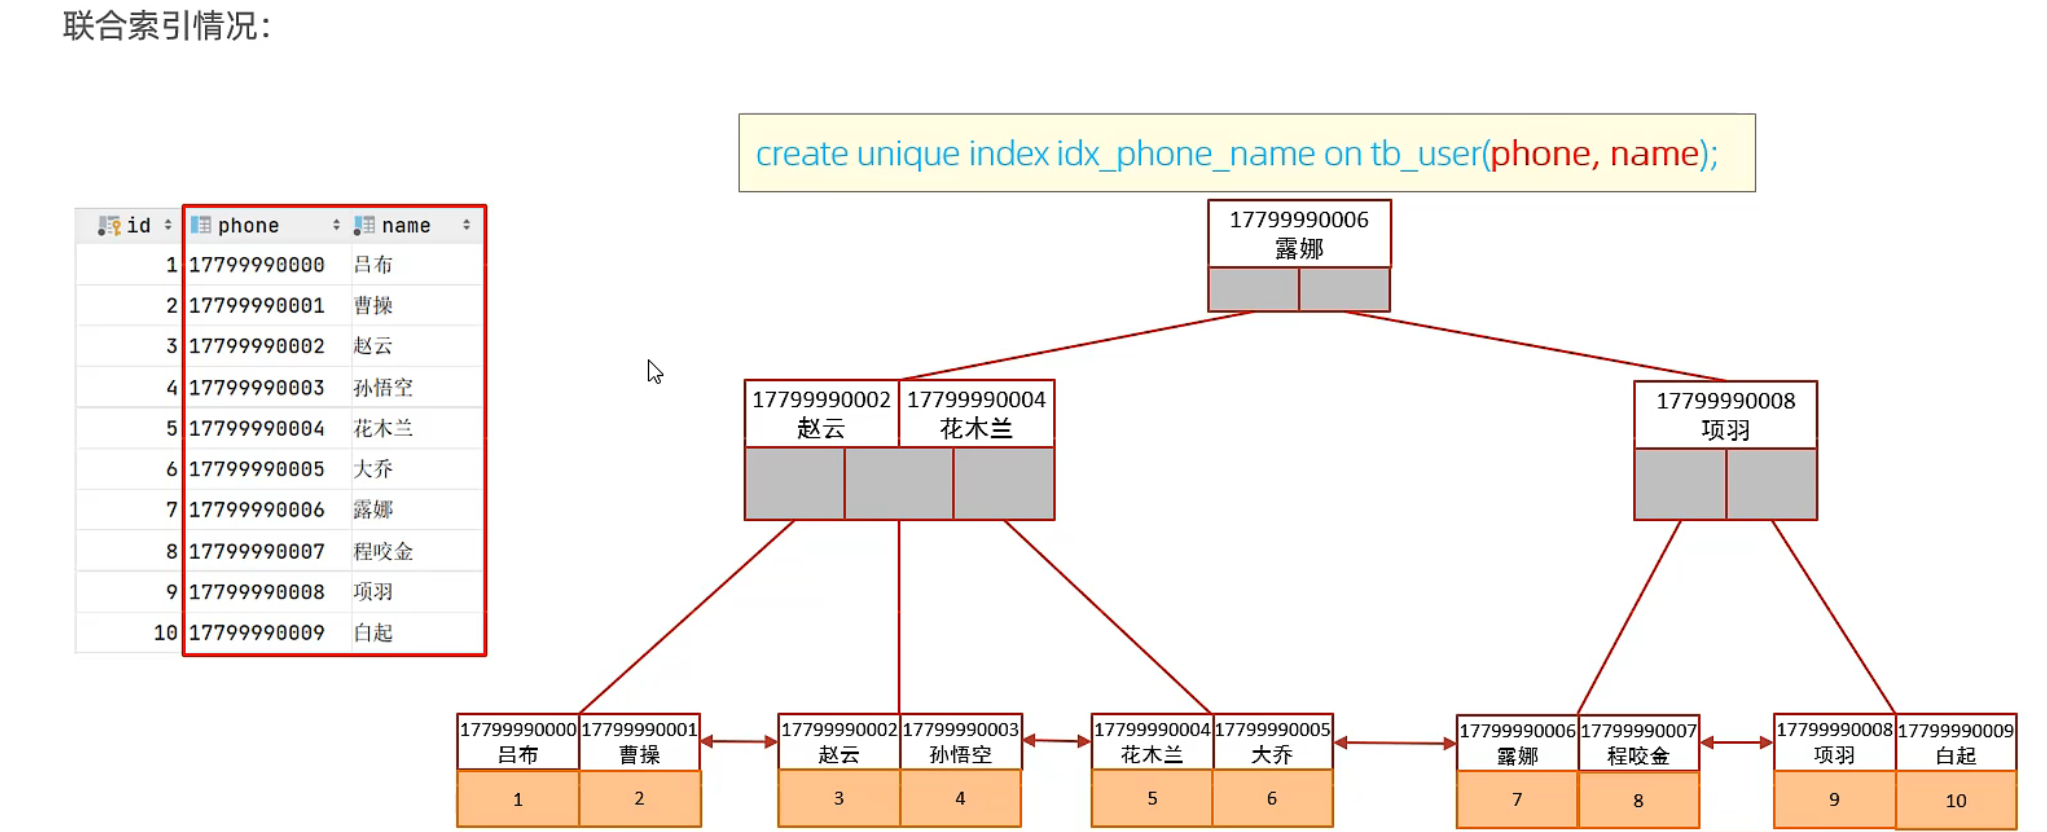 联合索引情况：
create unique index idx_phone_name on tb_user(phone, name);
id phone name
1 17799990000 吕布
2 17799990001 曹操
3 17799990002 赵云
4 17799990003 孙悟空
5 17799990004 花木兰
6 17799990005 大乔
7 17799990006 露娜
8 17799990007 程咬金
9 17799990008 项羽
10 17799990009 白起
17799990006
露娜
17799990002 17799990004
赵云 花木兰
17799990008
项羽
17799990000 17799990001
吕布 曹操
1 2
17799990002 17799990003
赵云 孙悟空
3 4
17799990004 17799990005
花木兰 大乔
5 6
17799990006 17799990007
露娜 程咬金
7 8
17799990008 17799990009
项羽 白起
9 10